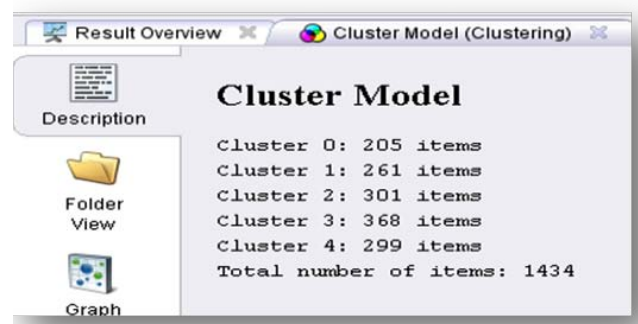 Result Overview
Cluster Model (Clustering)
Description
Folder
View
Graph
Cluster Model
Cluster 0: 205 items
Cluster 1: 261 items
Cluster 2: 301 items
Cluster 3: 368 items
Cluster 4: 299 items
Total number of items: 1434